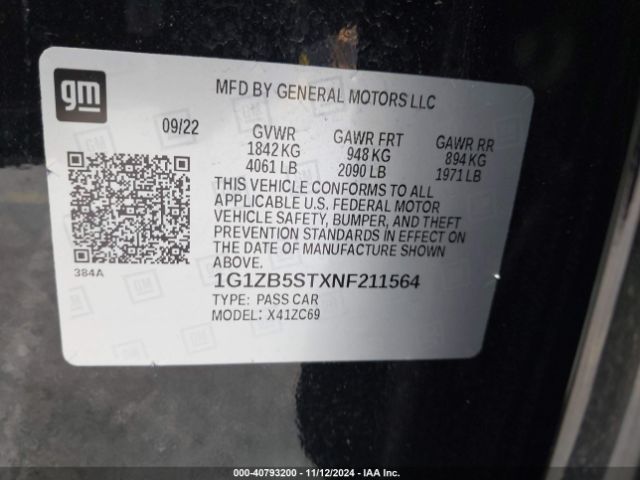 gm
MFD BY GENERAL MOTORS LLC
09/22 GVWR GAWR FRT GAWR RR
1842 KG 948 KG 894 KG
4061 LB 2090 LB 1971 LB
THIS VEHICLE CONFORMS TO ALL
APPLICABLE U.S. FEDERAL MOTOR
VEHICLE SAFETY, BUMPER, AND THEFT
PREVENTION STANDARDS IN EFFECT ON
THE DATE OF MANUFACTURE SHOWN
ABOVE.
384A
1G1ZB5STXNF211564
TYPE: PASS CAR
MODEL: X41ZC69
000-40793200 - 11/12/2024 - IAA Inc.